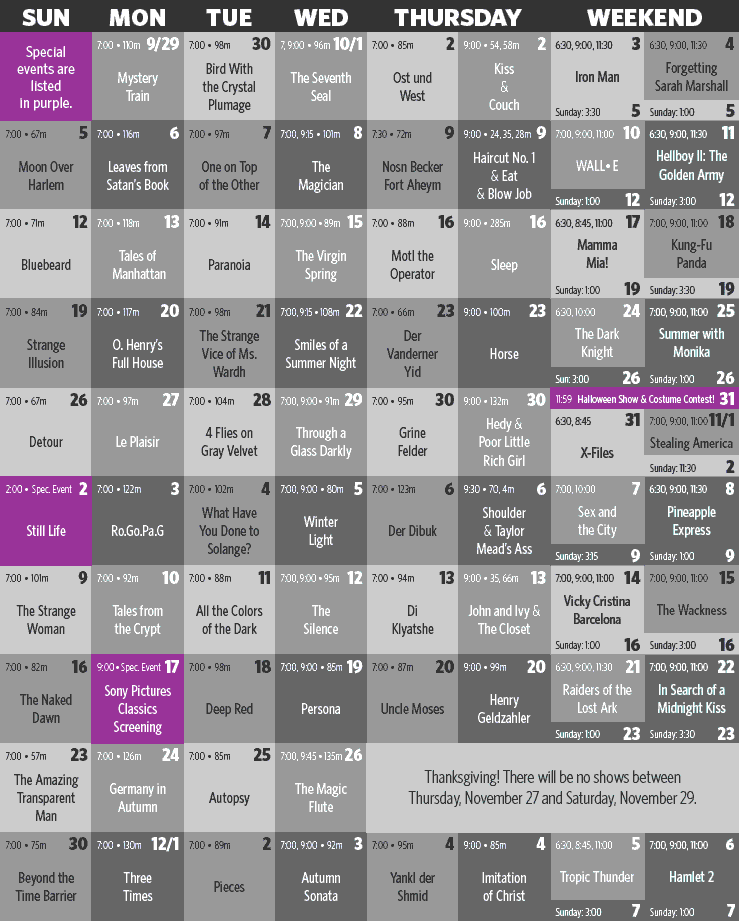 SUN MON TUE WED THURSDAY WEEKEND
Special
events are
listed
in purple.
7:00 • 110m 9/29
Mystery
Train
7:00 • 98m 30
Bird With
the Crystal
Plumage
7, 9:00 • 96m 10/1
The Seventh
Seal
7:00 • 85m 2
Ost und
West
9:00 • 54, 58m 2
Kiss
&
Couch
6:30, 9:00, 11:30 3
Iron Man
Sunday: 3:30 5
6:30, 9:00, 11:30 4
Forgetting
Sarah Marshall
Sunday: 1:00 5
7:00 • 67m 5
Moon Over
Harlem
7:00 • 116m 6
Leaves from
Satan's Book
7:00 • 97m 7
One on Top
of the Other
7:00, 9:15 • 101m 8
The
Magician
7:30 • 72m 9
Nosn Becker
Fort Aheym
9:00 • 24, 35, 28m 9
Haircut No. 1
& Eat
& Blow Job
7:00, 9:00, 11:00 10
WALL•E
Sunday: 1:00 12
6:30, 9:00, 11:30 11
Hellboy II: The
Golden Army
Sunday: 3:00 12
7:00 • 71m 12
Bluebeard
7:00 • 118m 13
Tales of
Manhattan
7:00 • 91m 14
Paranoia
7:00, 9:00 • 89m 15
The Virgin
Spring
7:00 • 88m 16
Motl the
Operator
9:00 • 285m 16
Sleep
6:30, 8:45, 11:00 17
Mamma
Mia!
Sunday: 1:00 19
7:00, 9:00, 11:00 18
Kung-Fu
Panda
Sunday: 3:30 19
7:00 • 84m 19
Strange
Illusion
7:00 • 117m 20
O. Henry's
Full House
7:00 • 98m 21
The Strange
Vice of Ms.
Wardh
7:00, 9:15 • 108m 22
Smiles of a
Summer Night
7:00 • 66m 23
Der
Vanderner
Yid
9:00 • 100m 23
Horse
6:30, 10:00 24
The Dark
Knight
Sun: 3:00 26
7:00, 9:00, 11:00 25
Summer with
Monika
Sunday: 1:00 26
7:00 • 67m 26
Detour
7:00 • 97m 27
Le Plaisir
7:00 • 104m 28
4 Flies on
Gray Velvet
7:00, 9:00 • 91m 29
Through a
Glass Darkly
7:00 • 95m 30
Grine
Felder
9:00 • 132m 30
Hedy &
Poor Little
Rich Girl
11:59 Halloween Show & Costume Contest! 31
6:30, 8:45 31
X-Files
7:00, 9:00, 11:00 11/1
Stealing America
Sunday: 11:30 2
2:00 • Spec. Event 2
Still Life
7:00 • 122m 3
Ro.Go.Pa.G
7:00 • 102m 4
What Have
You Done to
Solange?
7:00, 9:00 • 80m 5
Winter
Light
7:00 • 123m 6
Der Dibuk
9:30 • 70, 4m 6
Shoulder
& Taylor
Mead's Ass
7:00, 10:00 7
Sex and
the City
Sunday: 3:15 9
6:30, 9:00, 11:30 8
Pineapple
Express
Sunday: 1:00 9
7:00 • 101m 9
The Strange
Woman
7:00 • 92m 10
Tales from
the Crypt
7:00 • 88m 11
All the Colors
of the Dark
7:00, 9:00 • 95m 12
The
Silence
7:00 • 94m 13
Di
Klyatshe
9:00 • 35, 66m 13
John and Ivy &
The Closet
7:00, 9:00, 11:00 14
Vicky Cristina
Barcelona
Sunday: 1:00 16
7:00, 9:00, 11:00 15
The Wackness
Sunday: 3:00 16
7:00 • 82m 16
The Naked
Dawn
9:00 • Spec. Event 17
Sony Pictures
Classics
Screening
7:00 • 98m 18
Deep Red
7:00, 9:00 • 85m 19
Persona
7:00 • 87m 20
Uncle Moses
9:00 • 99m 20
Henry
Geldzahler
6:30, 9:00, 11:30 21
Raiders of the
Lost Ark
Sunday: 1:00 23
7:00, 9:00, 11:00 22
In Search of a
Midnight Kiss
Sunday: 3:30 23
7:00 • 57m 23
The Amazing
Transparent
Man
7:00 • 126m 24
Germany in
Autumn
7:00 • 85m 25
Autopsy
7:00, 9:45 • 135m 26
The Magic
Flute
Thanksgiving! There will be no shows between
Thursday, November 27 and Saturday, November 29.
7:00 • 75m 30
Beyond the
Time Barrier
7:00 • 130m 12/1
Three
Times
7:00 • 89m 2
Pieces
7:00, 9:00 • 92m 3
Autumn
Sonata
7:00 • 95m 4
Yankl der
Shmid
9:00 • 85m 4
Imitation
of Christ
6:30, 8:45, 11:00 5
Tropic Thunder
Sunday: 3:00 7
7:00, 9:00, 11:00 6
Hamlet 2
Sunday: 1:00 7